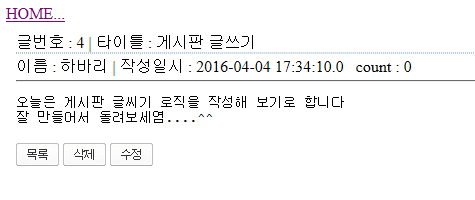 HOME...
글번호 : 4 | 타이틀 : 게시판 글쓰기
이름 : 하바리 | 작성일시 : 2016-04-04 17:34:10.0 count : 0
오늘은 게시판 글씨기 로직을 작성해 보기로 합니다
잘 만들어서 돌려보세염....^^
목록 삭제 수정